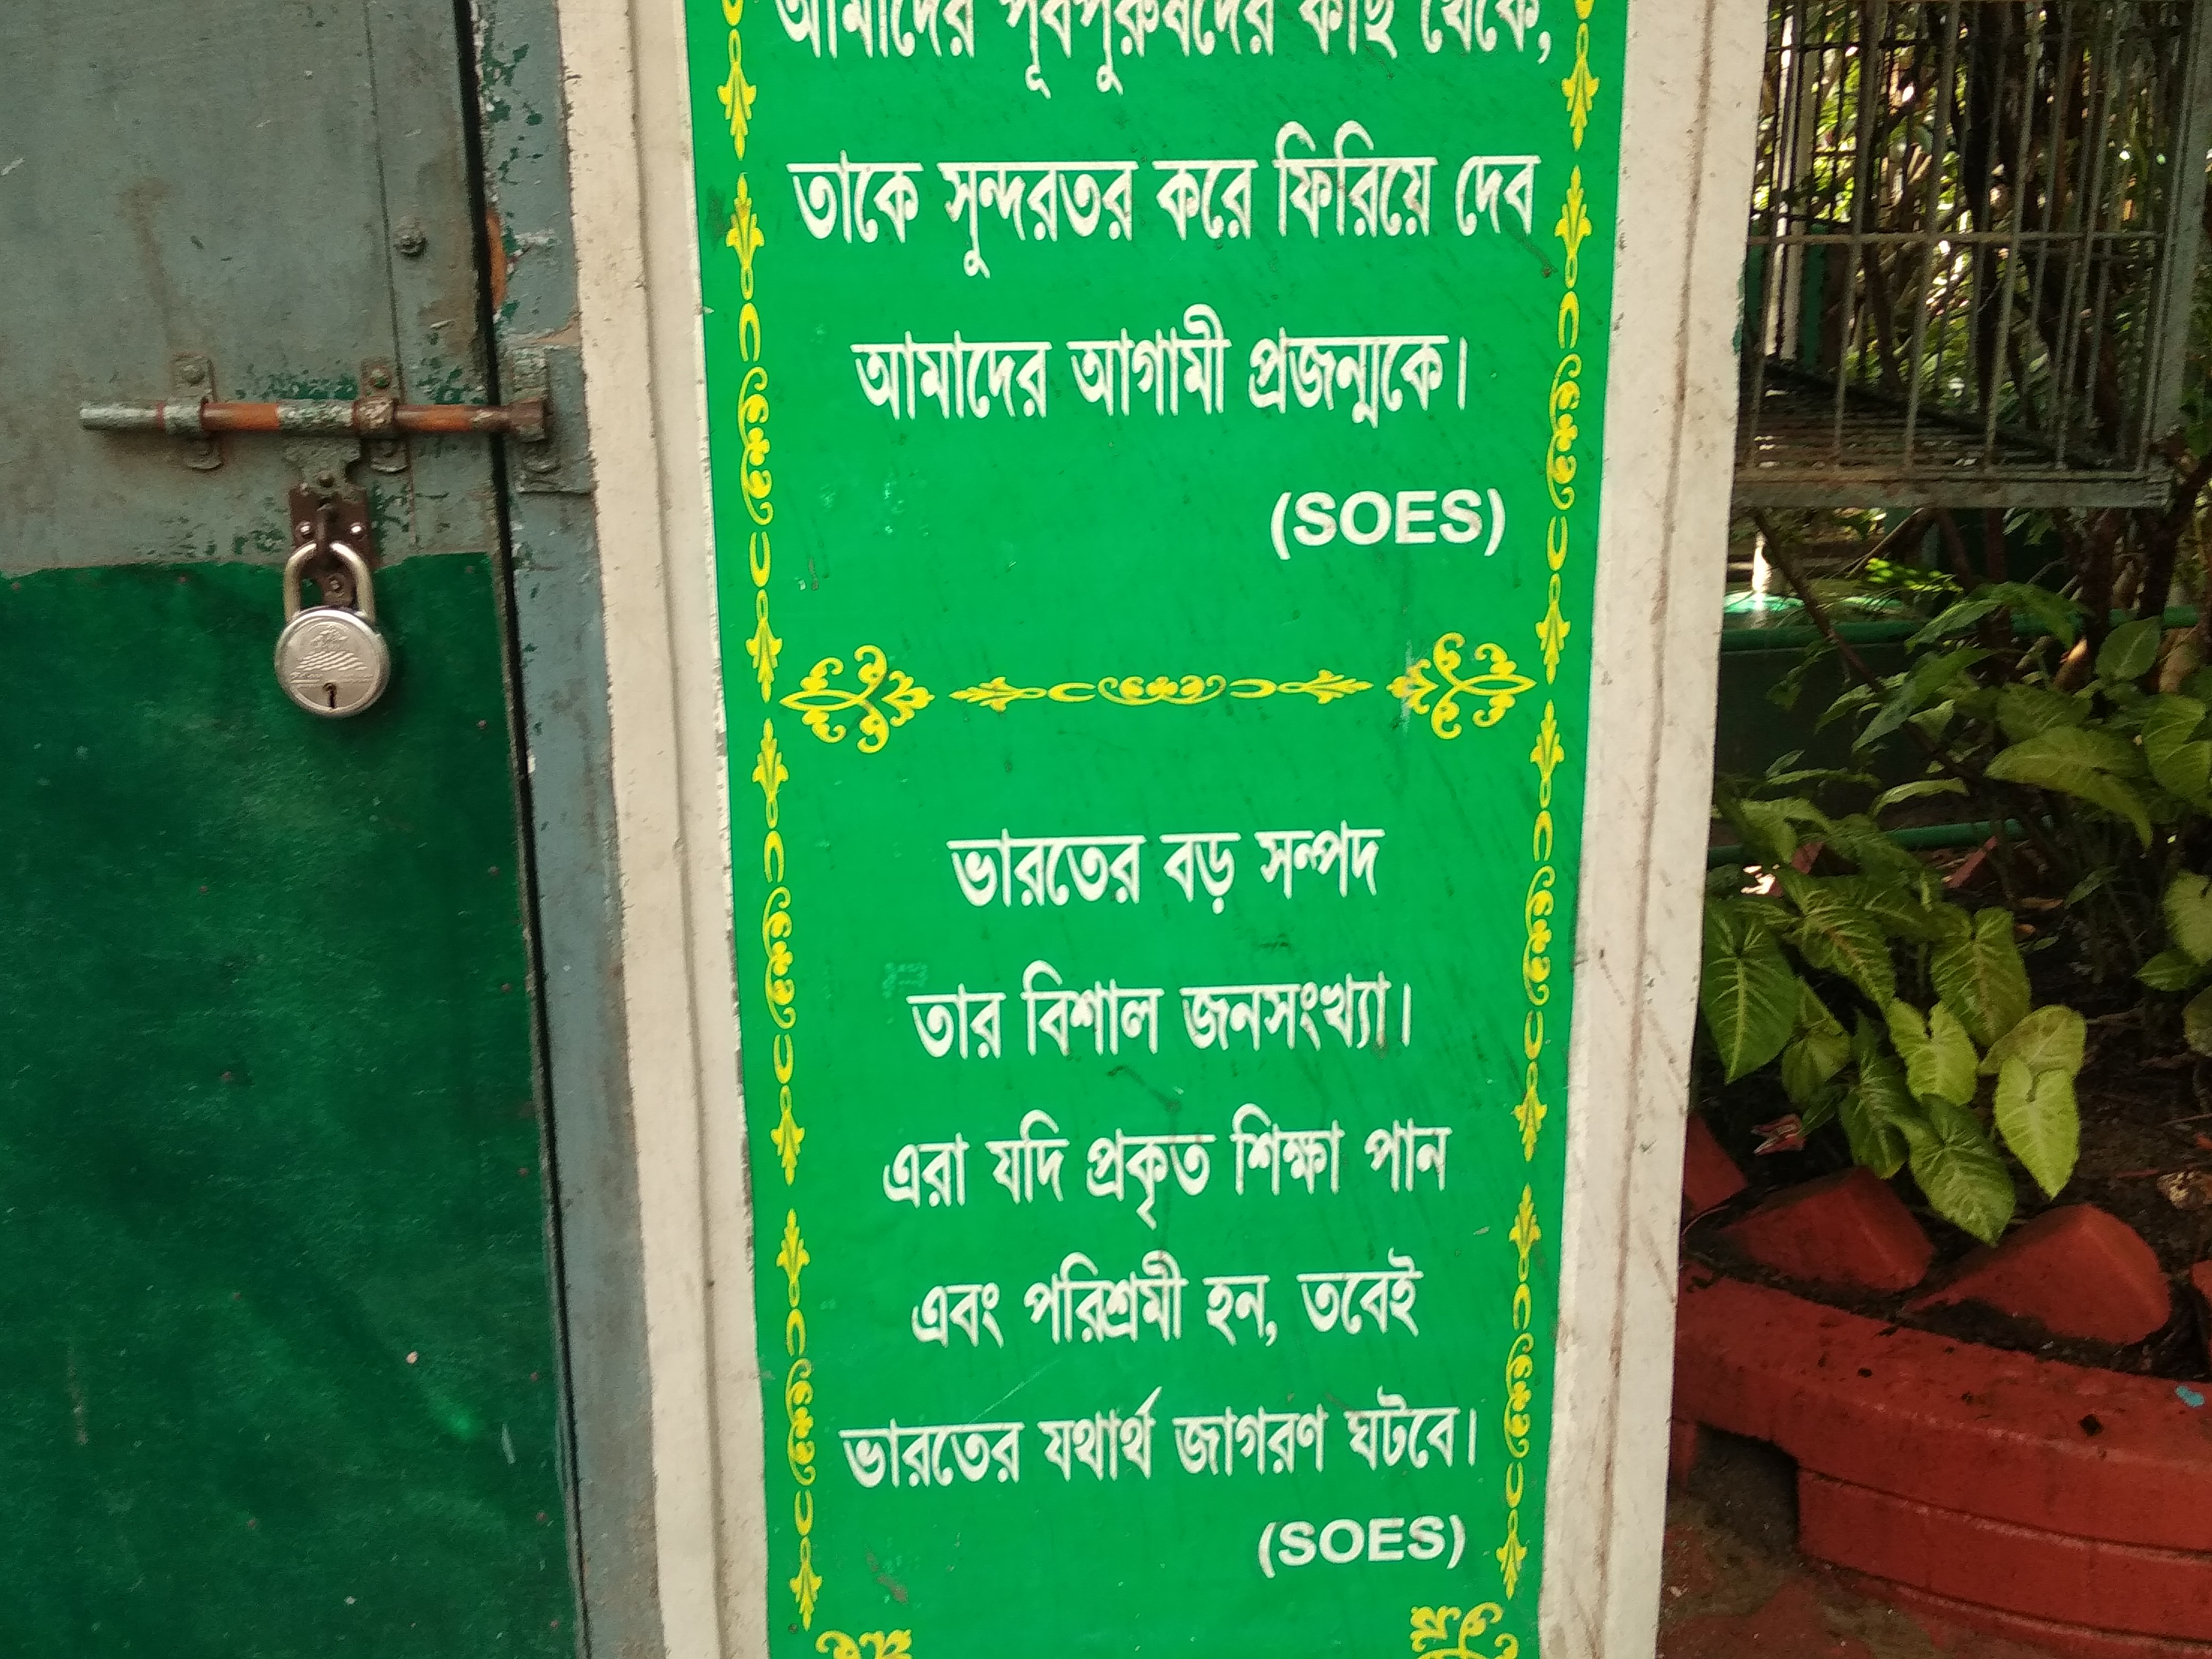 আমাদের পূর্বপুরুষদের কাছ থেকে,
তাকে সুন্দরতর করে ফিরিয়ে দেব
আমাদের আগামী প্রজন্মকে।
(SOES)
ভারতের বড় সম্পদ
তার বিশাল জনসংখ্যা।
এরা যদি প্রকৃত শিক্ষা পান
এবং পরিশ্রমী হন, তবেই
ভারতের যথার্থ জাগরণ ঘটবে।
(SOES)